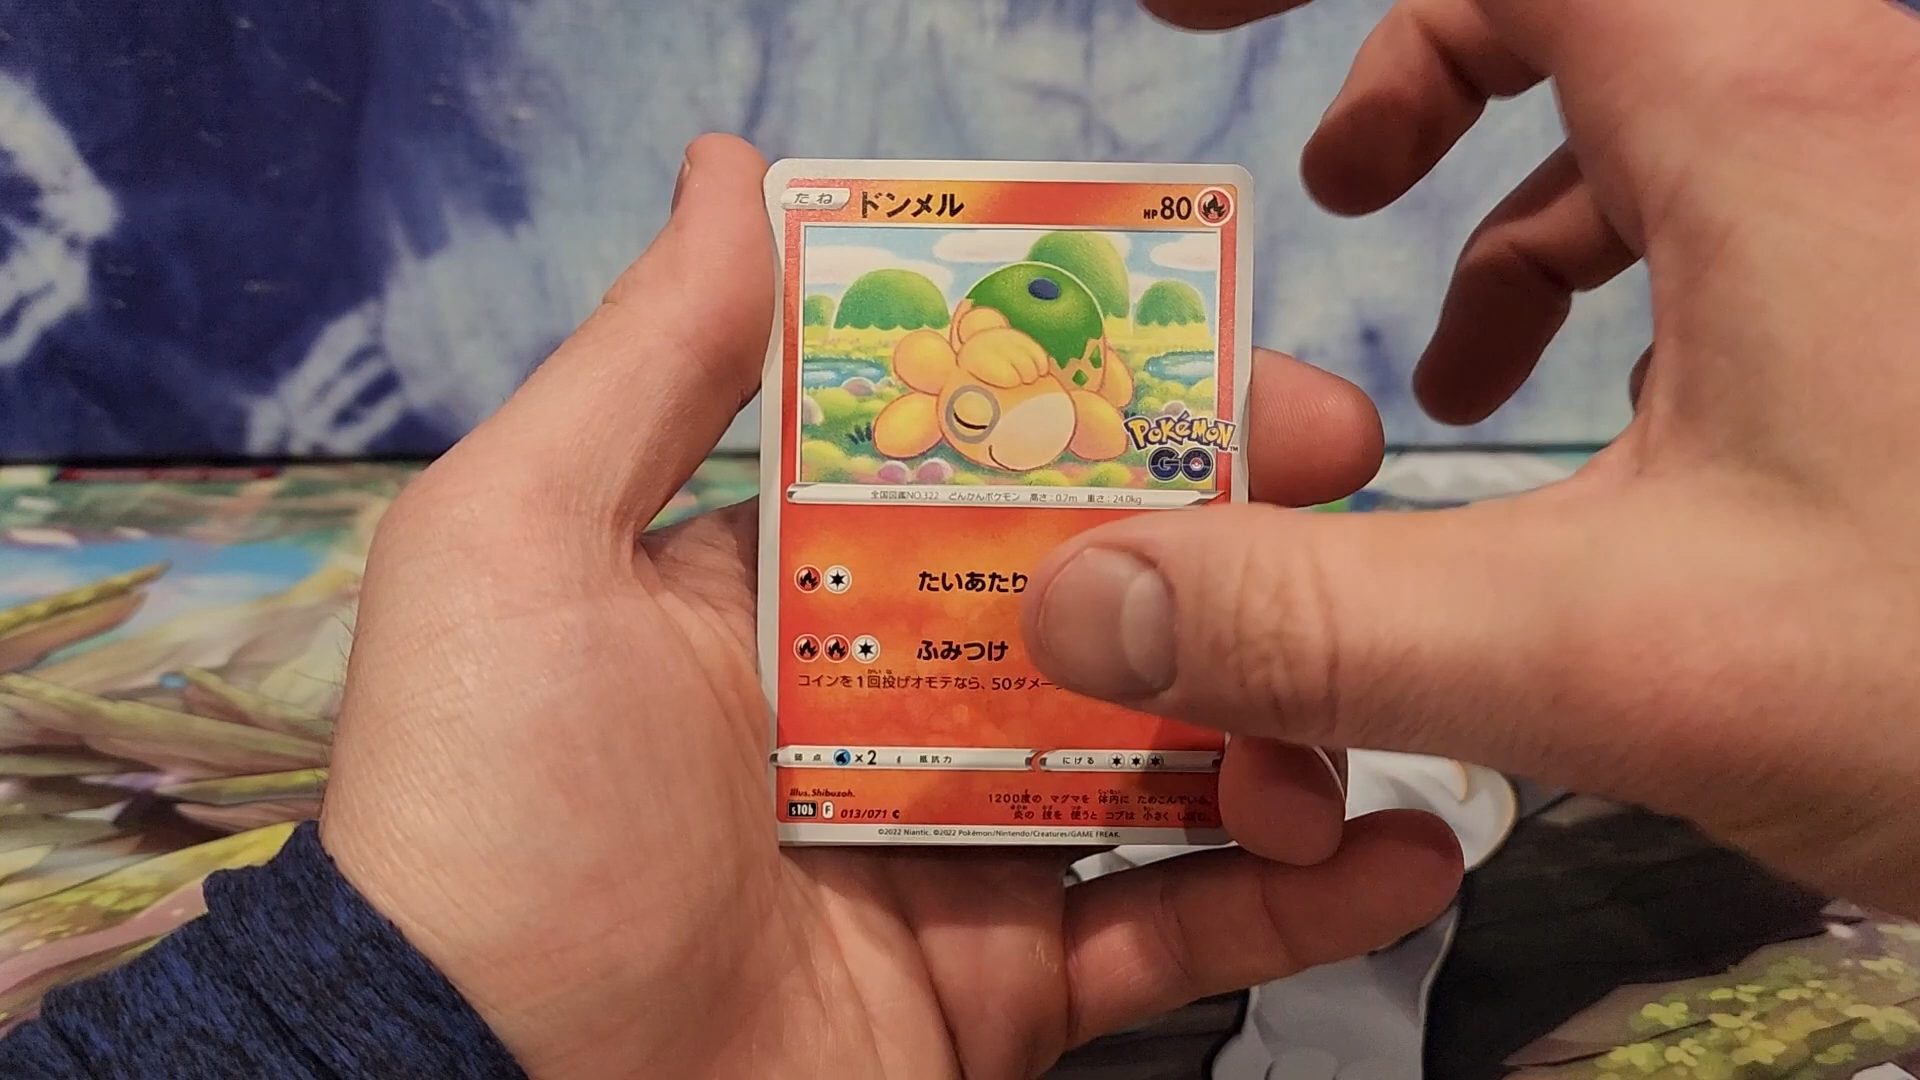 たね ドンメル HP80
Pokémon
GO
全国図鑑NO.322 どんかんポケモン 高さ：0.7m 重さ：24.0kg
たいあたり
ふみつけ
コインを1回投げオモテなら、50ダメー
弱点 ×2 抵抗力 にげる
Illus. Shibuzoh.
1200度の マグマを 体内に ためこんでいる。
s10b F 013/071 C
炎の 技を 使うと コブは 小さく しぼむ。
©2022 Niantic. ©2022 Pokémon/Nintendo/Creatures/GAME FREAK.